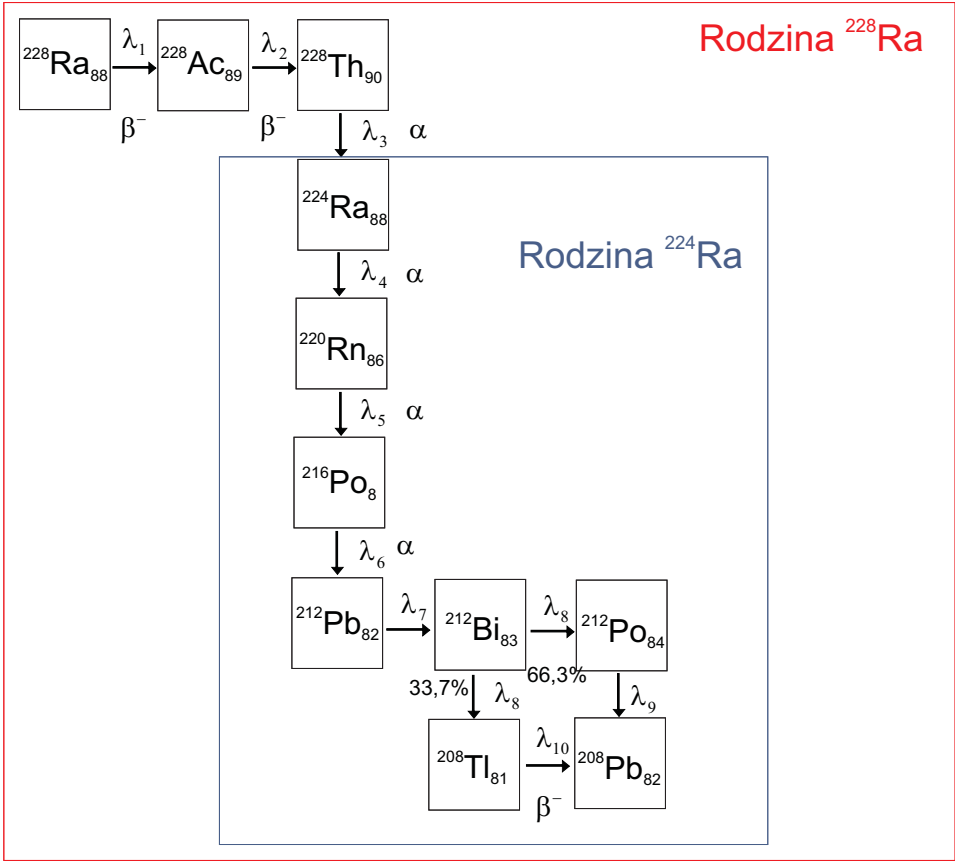 Rodzina ²²⁸Ra
²²⁸Ra₈₈ λ₁ ²²⁸Ac₈₉ λ₂ ²²⁸Th₉₀
β⁻ β⁻
λ₃ α
²²⁴Ra₈₈
Rodzina ²²⁴Ra
λ₄ α
²²⁰Rn₈₆
λ₅ α
²¹⁶Po₈
λ₆ α
²¹²Pb₈₂ λ₇ ²¹²Bi₈₃ λ₈ ²¹²Po₈₄
33,7% λ₈ 66,3% λ₉
²⁰⁸Tl₈₁ λ₁₀ ²⁰⁸Pb₈₂
β⁻